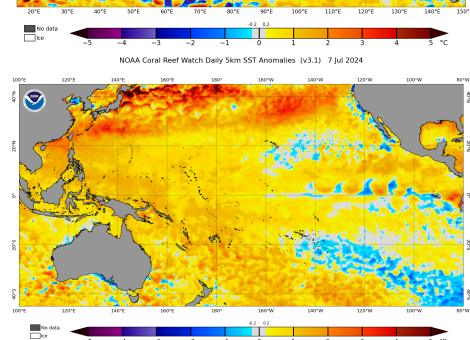 20°E 30°E 40°E 50°E 60°E 70°E 80°E 90°E 100°E 110°E 120°E 130°E 140°E 150°
No data
Ice
-0.2 0.2
−5 −4 −3 −2 −1 0 1 2 3 4 5 °C
NOAA Coral Reef Watch Daily 5km SST Anomalies (v3.1) 7 Jul 2024
100°E 120°E 140°E 160°E 180° 160°W 140°W 120°W 100°W 80°W
40°N 40°N
20°N 20°N
0° 0°
20°S 20°S
40°S 40°S
100°E 120°E 140°E 160°E 180° 160°W 140°W 120°W 100°W 80°W
No data
Ice
-0.2 0.2